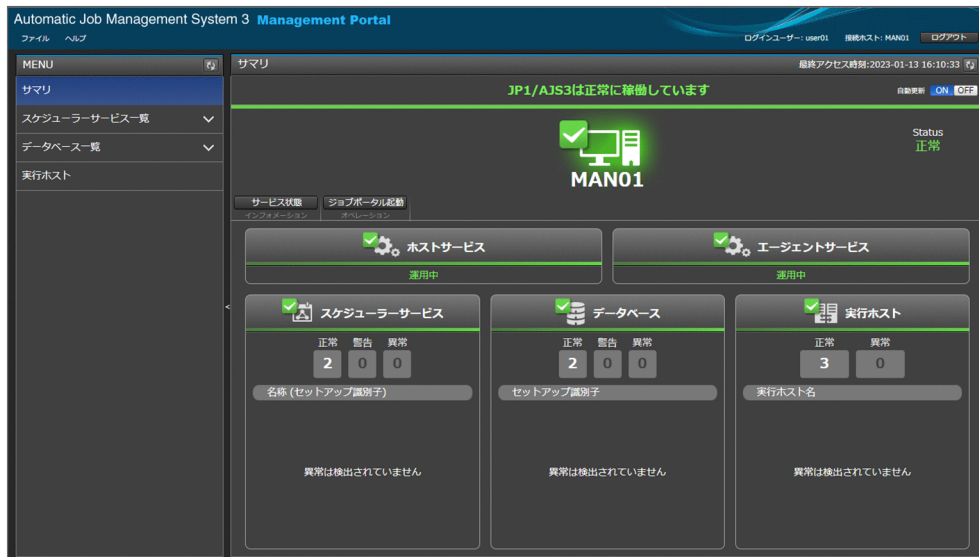 Automatic Job Management System 3 Management Portal
ファイル ヘルプ
ログインユーザー: user01 接続ホスト: MAN01 ログアウト
MENU
サマリ
最終アクセス時刻:2023-01-13 16:10:33
サマリ
スケジューラーサービス一覧
データベース一覧
実行ホスト
JP1/AJS3は正常に稼働しています
自動更新 ON OFF
MAN01
Status
正常
サービス状態 ジョブポータル起動
インフォメーション オペレーション
ホストサービス
運用中
エージェントサービス
運用中
スケジューラーサービス
正常 警告 異常
2 0 0
名称 (セットアップ識別子)
異常は検出されていません
データベース
正常 警告 異常
2 0 0
セットアップ識別子
異常は検出されていません
実行ホスト
正常 異常
3 0
実行ホスト名
異常は検出されていません